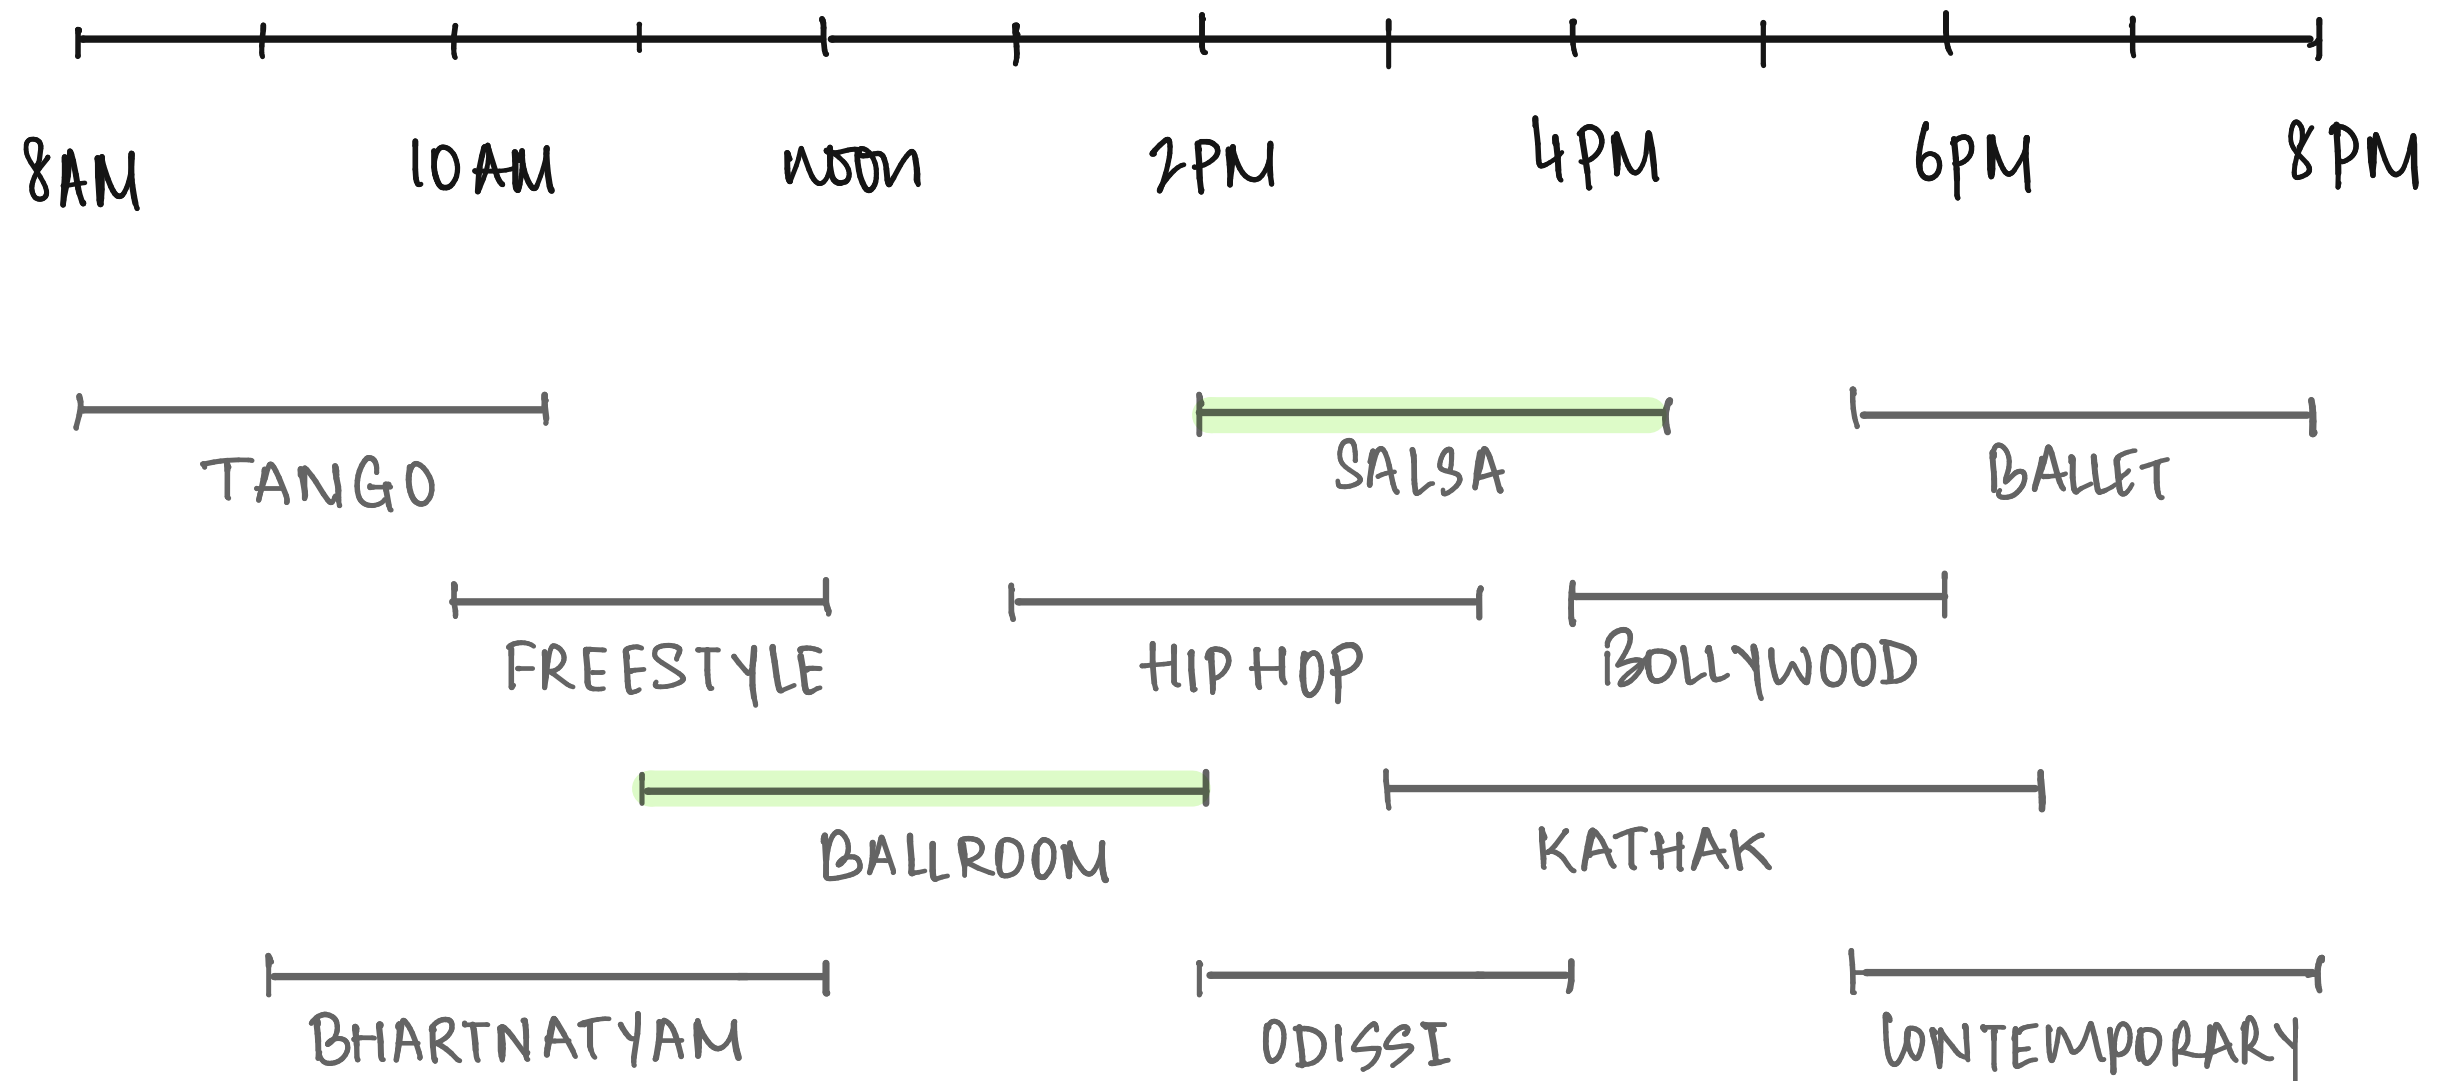 8AM 10AM noon 2PM 4PM 6PM 8PM
TANGO SALSA BALLET
FREESTYLE HIPHOP BOLLYWOOD
BALLROOM KATHAK
BHARTNATYAM ODISSI CONTEMPORARY